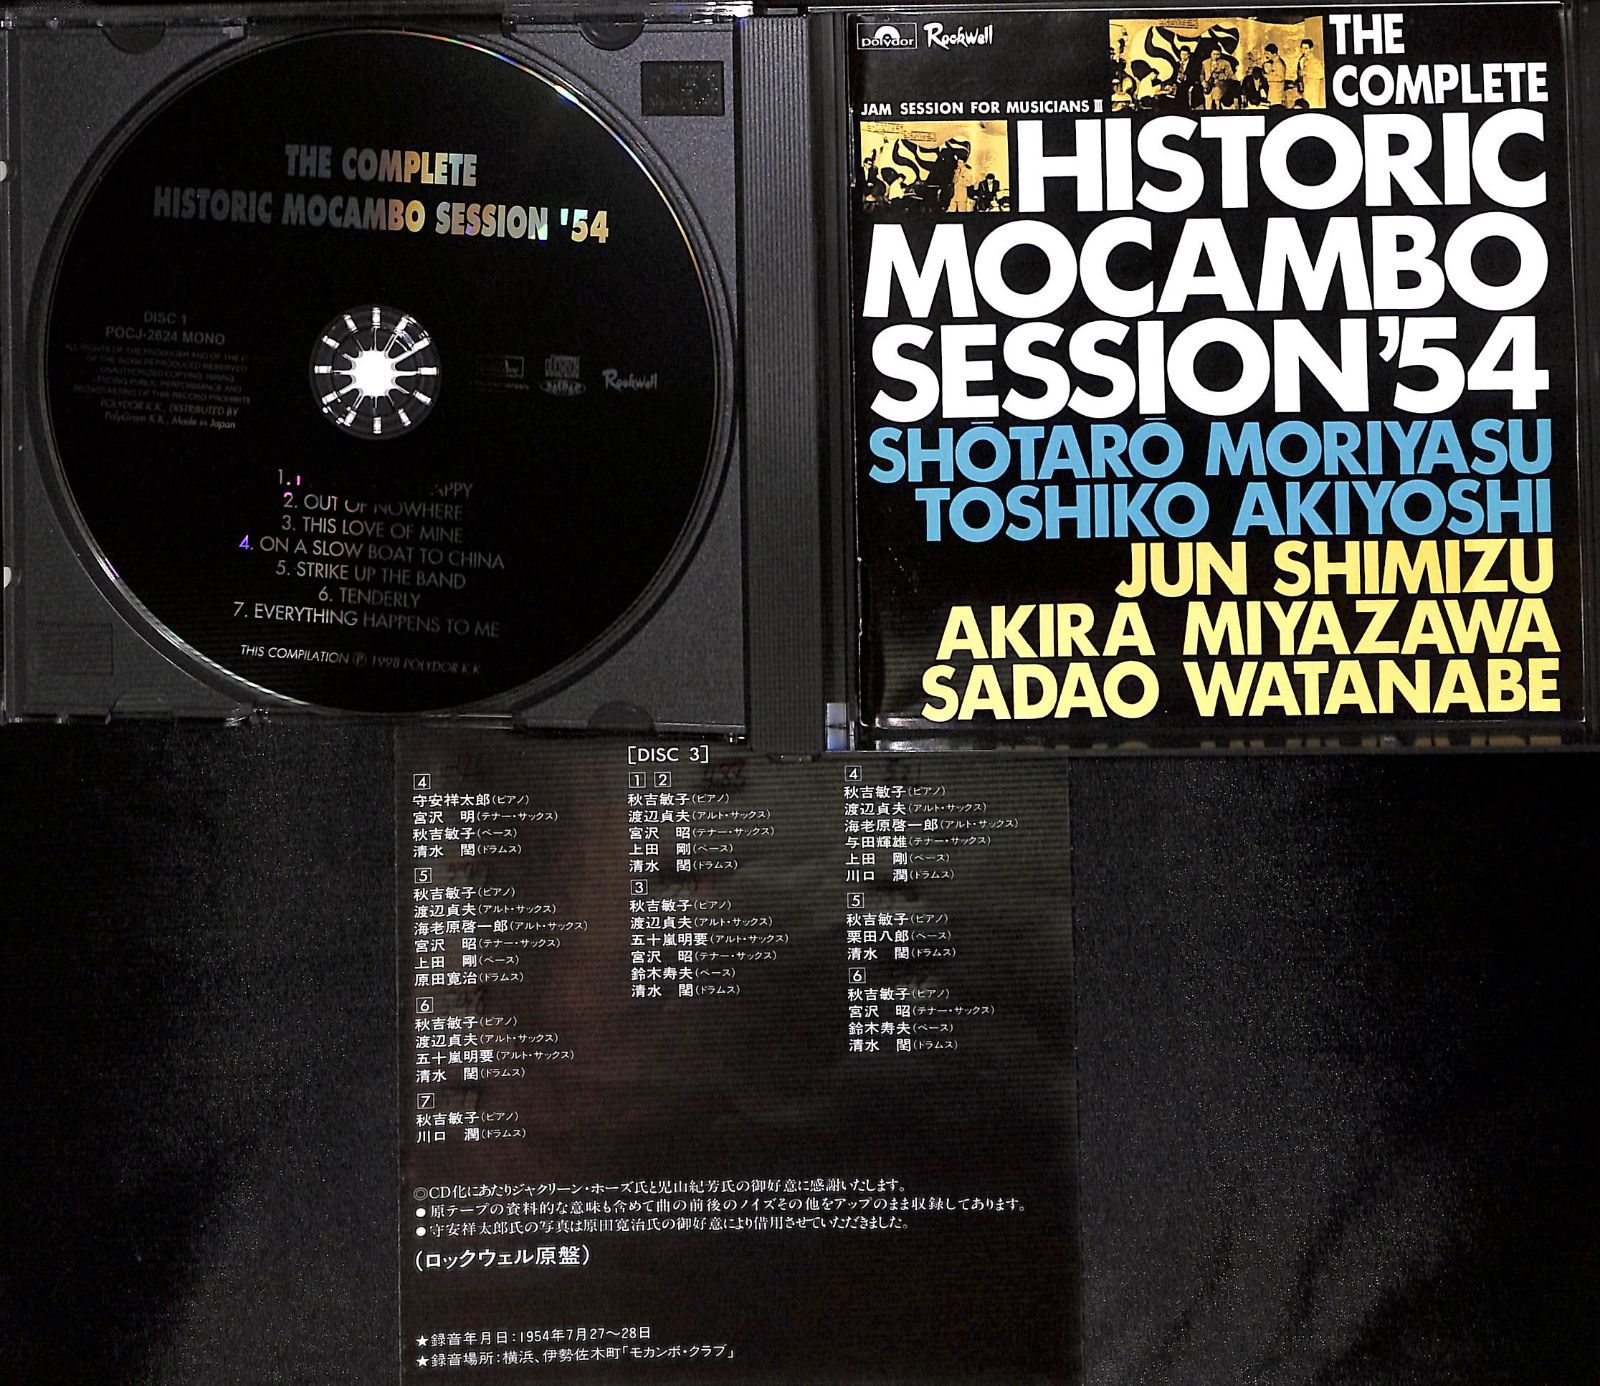 THE COMPLETE
HISTORIC MOCAMBO SESSION '54
DISC 1
POCJ-2624 MONO
POLYDOR K.K., DISTRIBUTED BY
PolyGram K.K., Made in Japan
Rockwell
1.
APPY
2. OUT OF NOWHERE
3. THIS LOVE OF MINE
4. ON A SLOW BOAT TO CHINA
5. STRIKE UP THE BAND
6. TENDERLY
7. EVERYTHING HAPPENS TO ME
THIS COMPILATION Ⓟ 1998 POLYDOR K.K.
polydor Rockwell
JAM SESSION FOR MUSICIANS III
THE
COMPLETE
HISTORIC
MOCAMBO
SESSION '54
SHŌTARŌ MORIYASU
TOSHIKO AKIYOSHI
JUN SHIMIZU
AKIRA MIYAZAWA
SADAO WATANABE
4
守安祥太郎(ピアノ)
宮沢 明(テナー・サックス)
秋吉敏子(ベース)
清水 閏(ドラムス)
5
秋吉敏子(ピアノ)
渡辺貞夫(アルト・サックス)
海老原啓一郎(アルト・サックス)
宮沢 昭(テナー・サックス)
上田 剛(ベース)
原田寛治(ドラムス)
6
秋吉敏子(ピアノ)
渡辺貞夫(アルト・サックス)
五十嵐明要(アルト・サックス)
清水 閏(ドラムス)
7
秋吉敏子(ピアノ)
川口 潤(ドラムス)
[DISC 3]
1 2
秋吉敏子(ピアノ)
渡辺貞夫(アルト・サックス)
宮沢 昭(テナー・サックス)
上田 剛(ベース)
清水 閏(ドラムス)
3
秋吉敏子(ピアノ)
渡辺貞夫(アルト・サックス)
五十嵐明要(アルト・サックス)
宮沢 昭(テナー・サックス)
鈴木寿夫(ベース)
清水 閏(ドラムス)
4
秋吉敏子(ピアノ)
渡辺貞夫(アルト・サックス)
海老原啓一郎(アルト・サックス)
与田輝雄(テナー・サックス)
上田 剛(ベース)
川口 潤(ドラムス)
5
秋吉敏子(ピアノ)
栗田八郎(ベース)
清水 閏(ドラムス)
6
秋吉敏子(ピアノ)
宮沢 昭(テナー・サックス)
鈴木寿夫(ベース)
清水 閏(ドラムス)
◎CD化にあたりジャクリーン・ホーズ氏と児山紀芳氏の御好意に感謝いたします。
●原テープの資料的な意味も含めて曲の前後のノイズその他をアップのまま収録してあります。
●守安祥太郎氏の写真は原田寛治氏の御好意により借用させていただきました。
(ロックウェル原盤)
★録音年月日:1954年7月27〜28日
★録音場所:横浜、伊勢佐木町「モカンボ・クラブ」